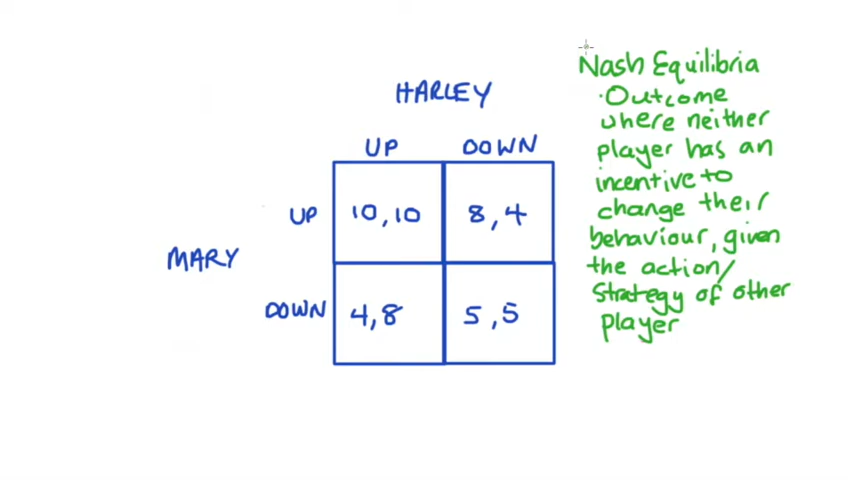 HARLEY
UP DOWN
UP 10,10 8,4
MARY
DOWN 4,8 5,5
Nash Equilibria
·Outcome
where neither
player has an
incentive to
change their
behaviour, given
the action/
strategy of other
player